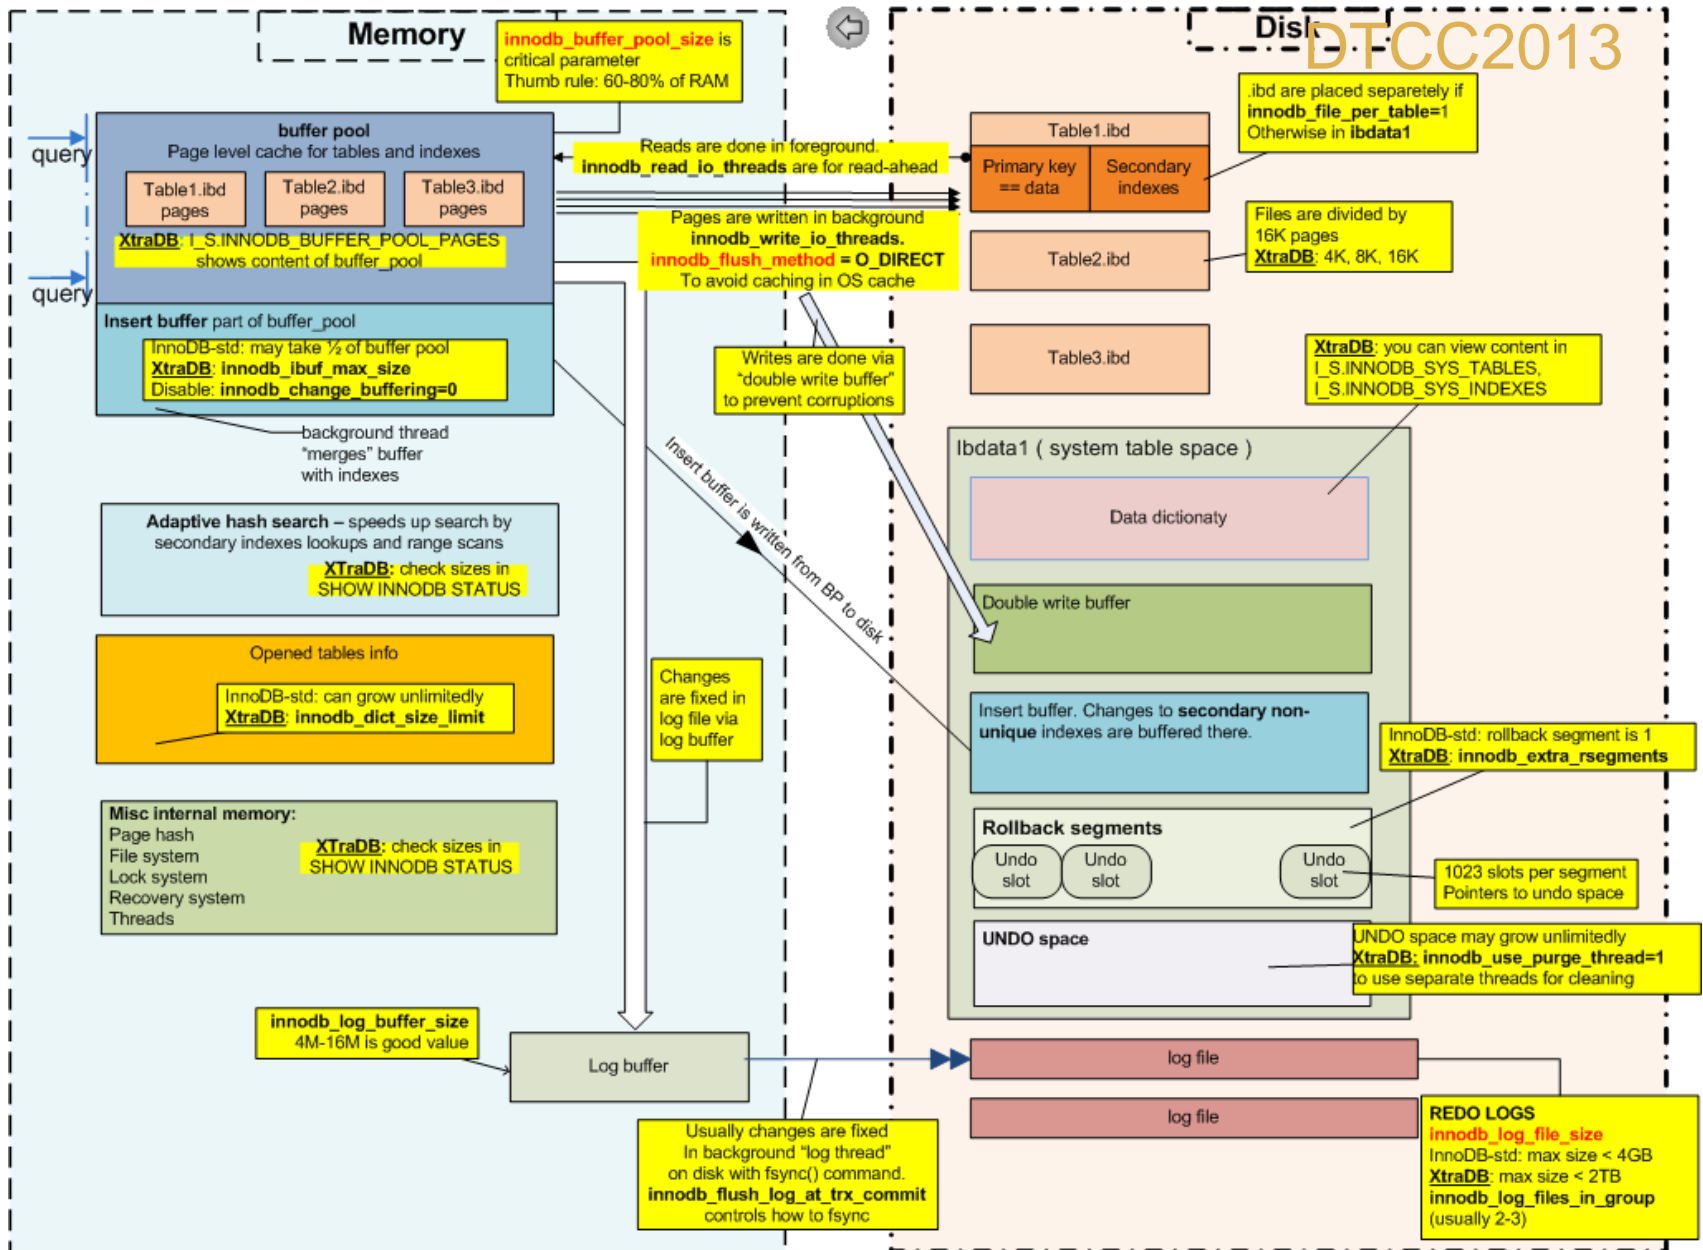 Memory
innodb_buffer_pool_size is
critical parameter
Thumb rule: 60-80% of RAM
Disk
DTCC2013
.ibd are placed separetely if
innodb_file_per_table=1
Otherwise in ibdata1
query
buffer pool
Page level cache for tables and indexes
Table1.ibd
pages
Table2.ibd
pages
Table3.ibd
pages
XtraDB: I_S.INNODB_BUFFER_POOL_PAGES
shows content of buffer_pool
query
Reads are done in foreground.
innodb_read_io_threads are for read-ahead
Pages are written in background
innodb_write_io_threads.
innodb_flush_method = O_DIRECT
To avoid caching in OS cache
Table1.ibd
Primary key
== data
Secondary
indexes
Files are divided by
16K pages
XtraDB: 4K, 8K, 16K
Table2.ibd
Table3.ibd
Insert buffer part of buffer_pool
InnoDB-std: may take ½ of buffer pool
XtraDB: innodb_ibuf_max_size
Disable: innodb_change_buffering=0
background thread
"merges" buffer
with indexes
Writes are done via
"double write buffer"
to prevent corruptions
XtraDB: you can view content in
I_S.INNODB_SYS_TABLES,
I_S.INNODB_SYS_INDEXES
Insert buffer is written from BP to disk
Ibdata1 ( system table space )
Data dictionaty
Double write buffer
Insert buffer. Changes to secondary non-
unique indexes are buffered there.
Adaptive hash search – speeds up search by
secondary indexes lookups and range scans
XTraDB: check sizes in
SHOW INNODB STATUS
Opened tables info
InnoDB-std: can grow unlimitedly
XtraDB: innodb_dict_size_limit
Changes
are fixed in
log file via
log buffer
InnoDB-std: rollback segment is 1
XtraDB: innodb_extra_rsegments
Misc internal memory:
Page hash
File system
Lock system
Recovery system
Threads
XTraDB: check sizes in
SHOW INNODB STATUS
Rollback segments
Undo
slot
Undo
slot
Undo
slot
1023 slots per segment
Pointers to undo space
UNDO space
UNDO space may grow unlimitedly
XtraDB: innodb_use_purge_thread=1
to use separate threads for cleaning
innodb_log_buffer_size
4M-16M is good value
Log buffer
log file
log file
Usually changes are fixed
In background "log thread"
on disk with fsync() command.
innodb_flush_log_at_trx_commit
controls how to fsync
REDO LOGS
innodb_log_file_size
InnoDB-std: max size < 4GB
XtraDB: max size < 2TB
innodb_log_files_in_group
(usually 2-3)